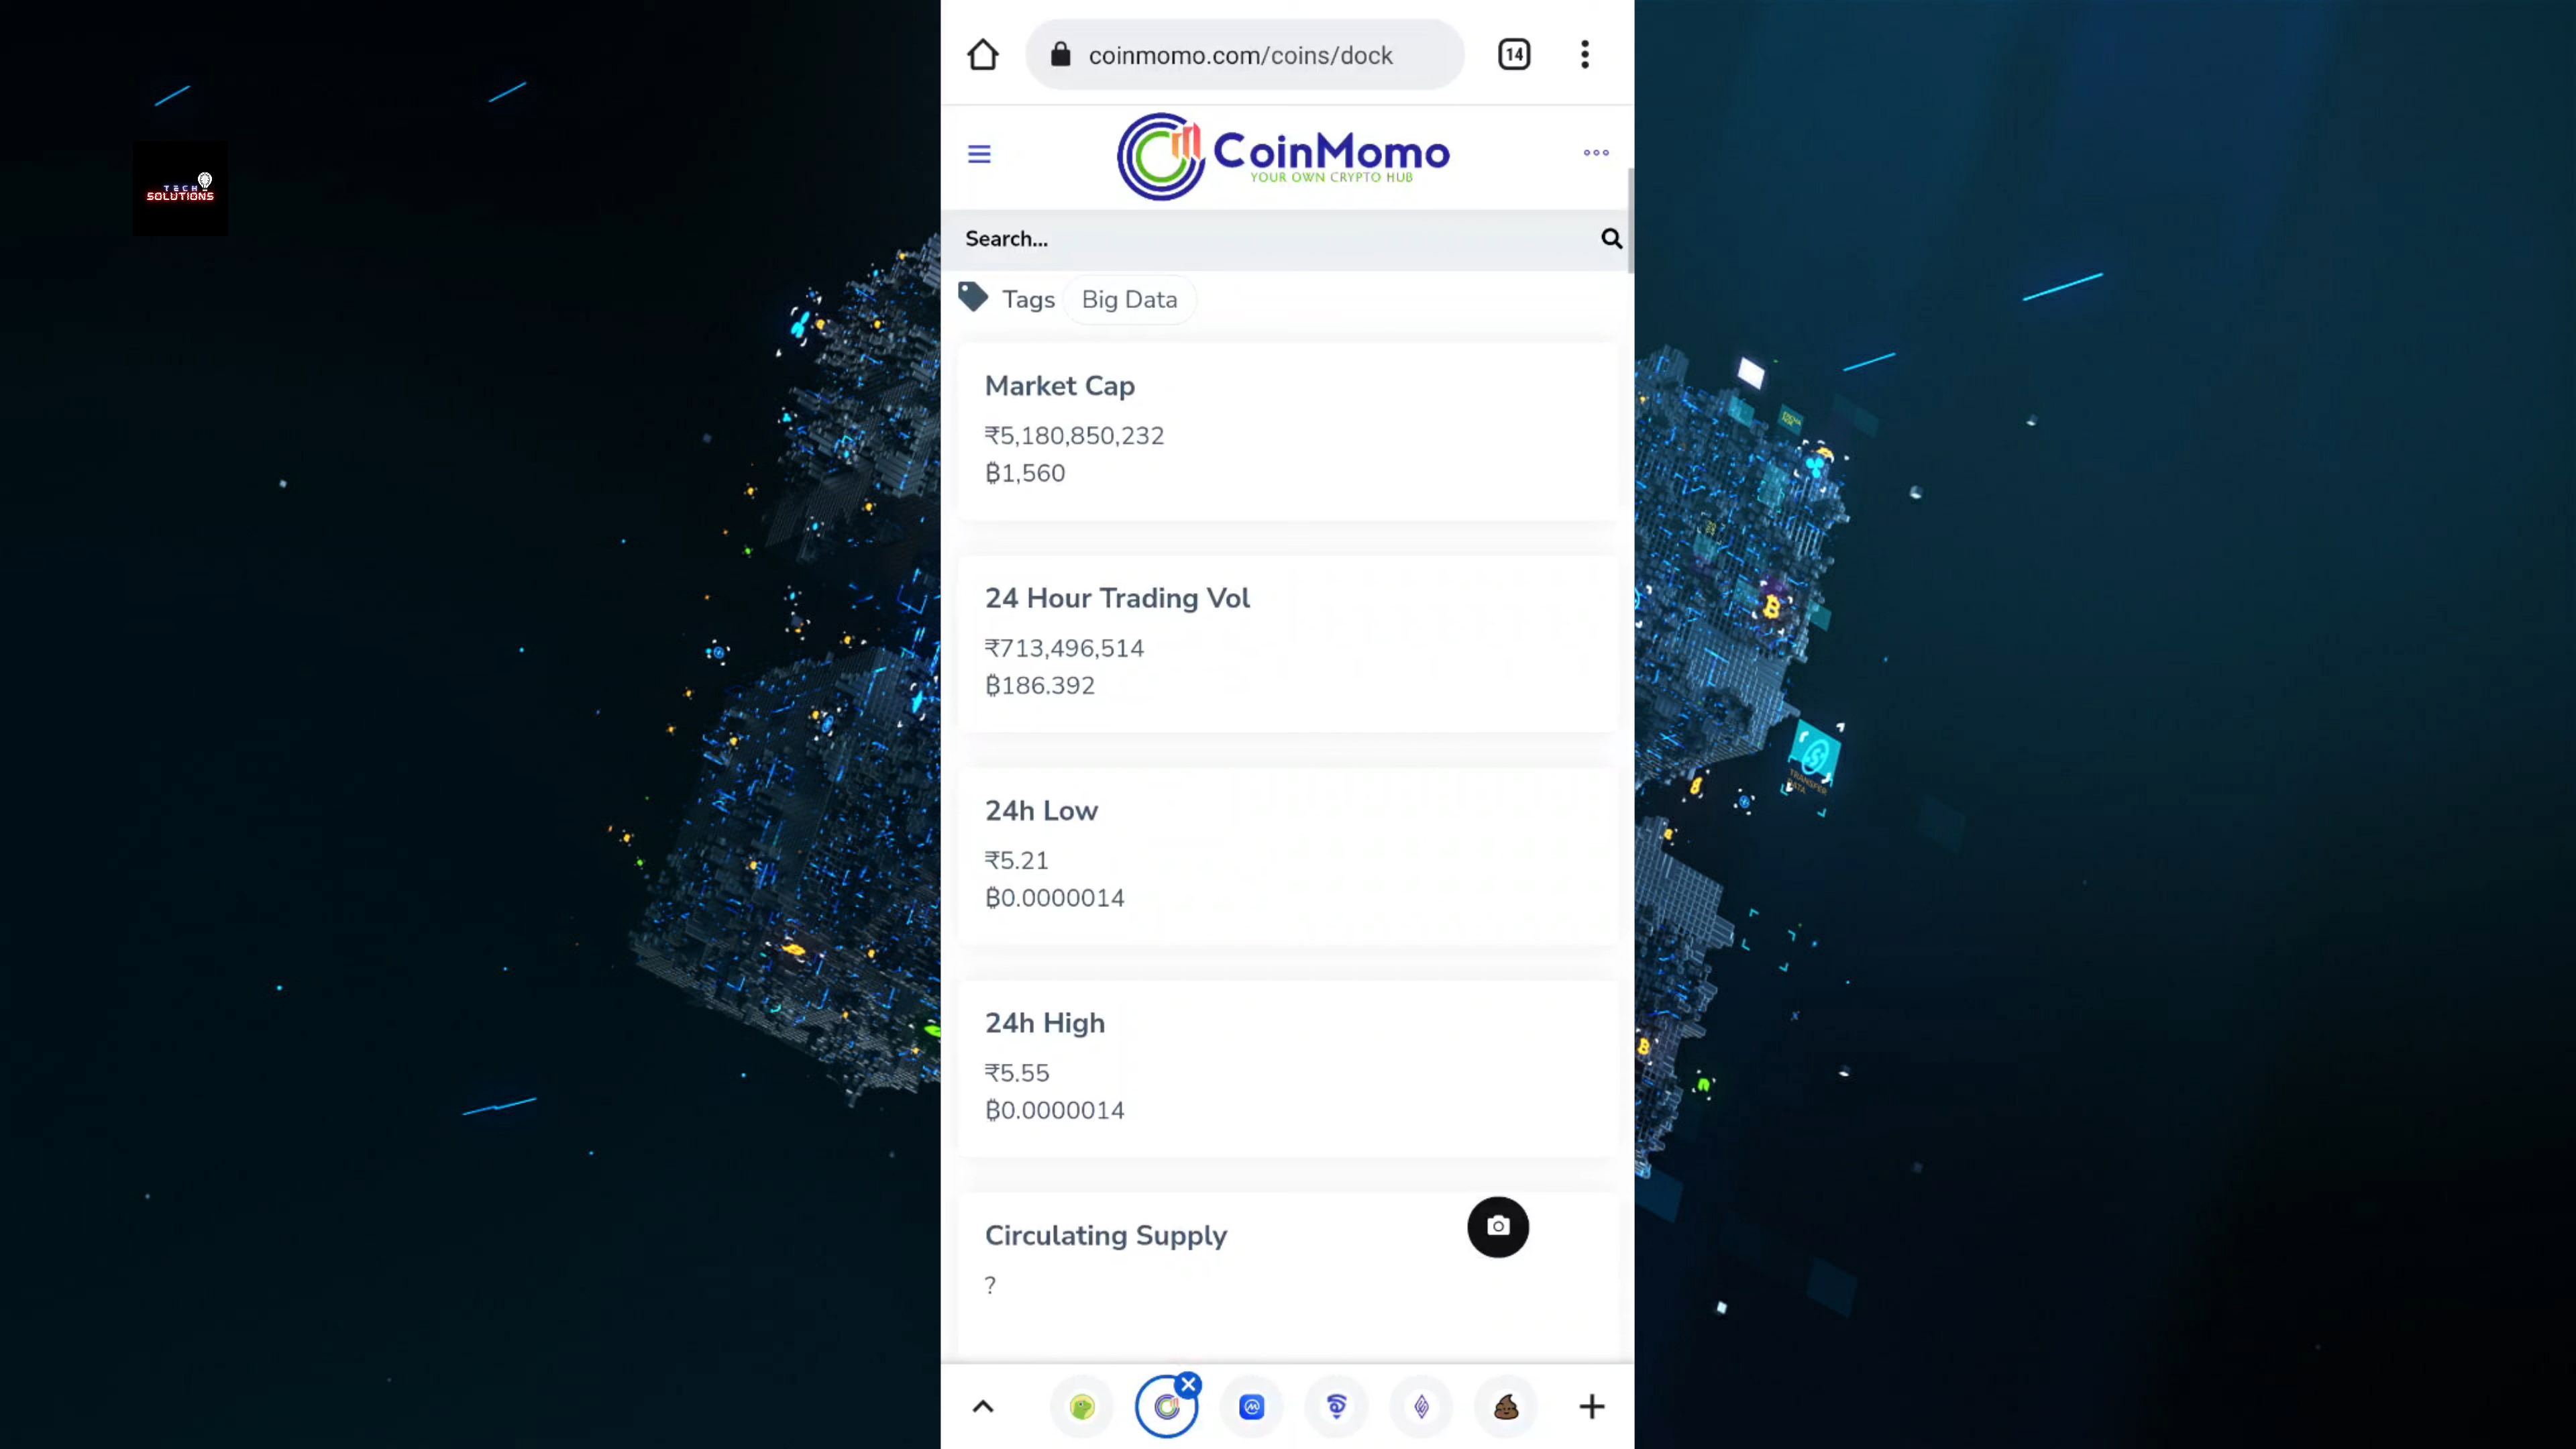 coinmomo.com/coins/dock
14
CoinMomo
YOUR OWN CRYPTO HUB
TECH
SOLUTIONS
Search...
Tags Big Data
Market Cap
₹5,180,850,232
₿1,560
24 Hour Trading Vol
₹713,496,514
₿186.392
24h Low
₹5.21
₿0.0000014
24h High
₹5.55
₿0.0000014
TRANSFER
DATA
Circulating Supply
?